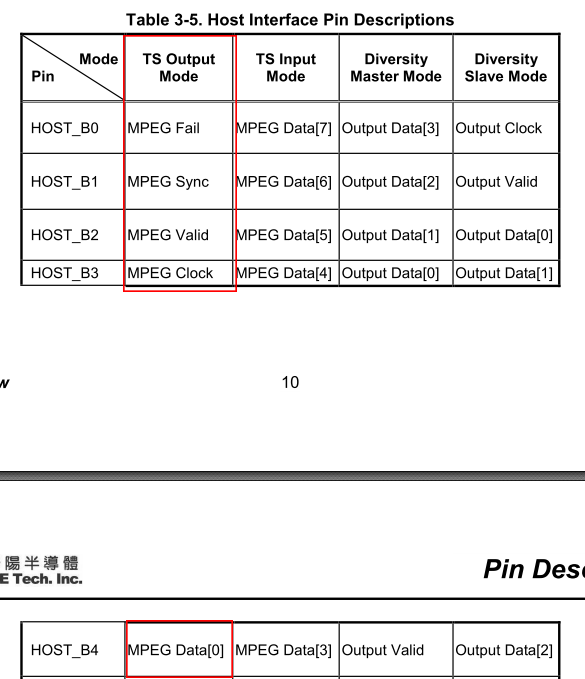 Table 3-5. Host Interface Pin Descriptions
Mode
Pin
TS Output Mode
TS Input Mode
Diversity Master Mode
Diversity Slave Mode
HOST_B0 MPEG Fail MPEG Data[7] Output Data[3] Output Clock
HOST_B1 MPEG Sync MPEG Data[6] Output Data[2] Output Valid
HOST_B2 MPEG Valid MPEG Data[5] Output Data[1] Output Data[0]
HOST_B3 MPEG Clock MPEG Data[4] Output Data[0] Output Data[1]
w 10
陽半導體
E Tech. Inc.
Pin Desc
HOST_B4 MPEG Data[0] MPEG Data[3] Output Valid Output Data[2]